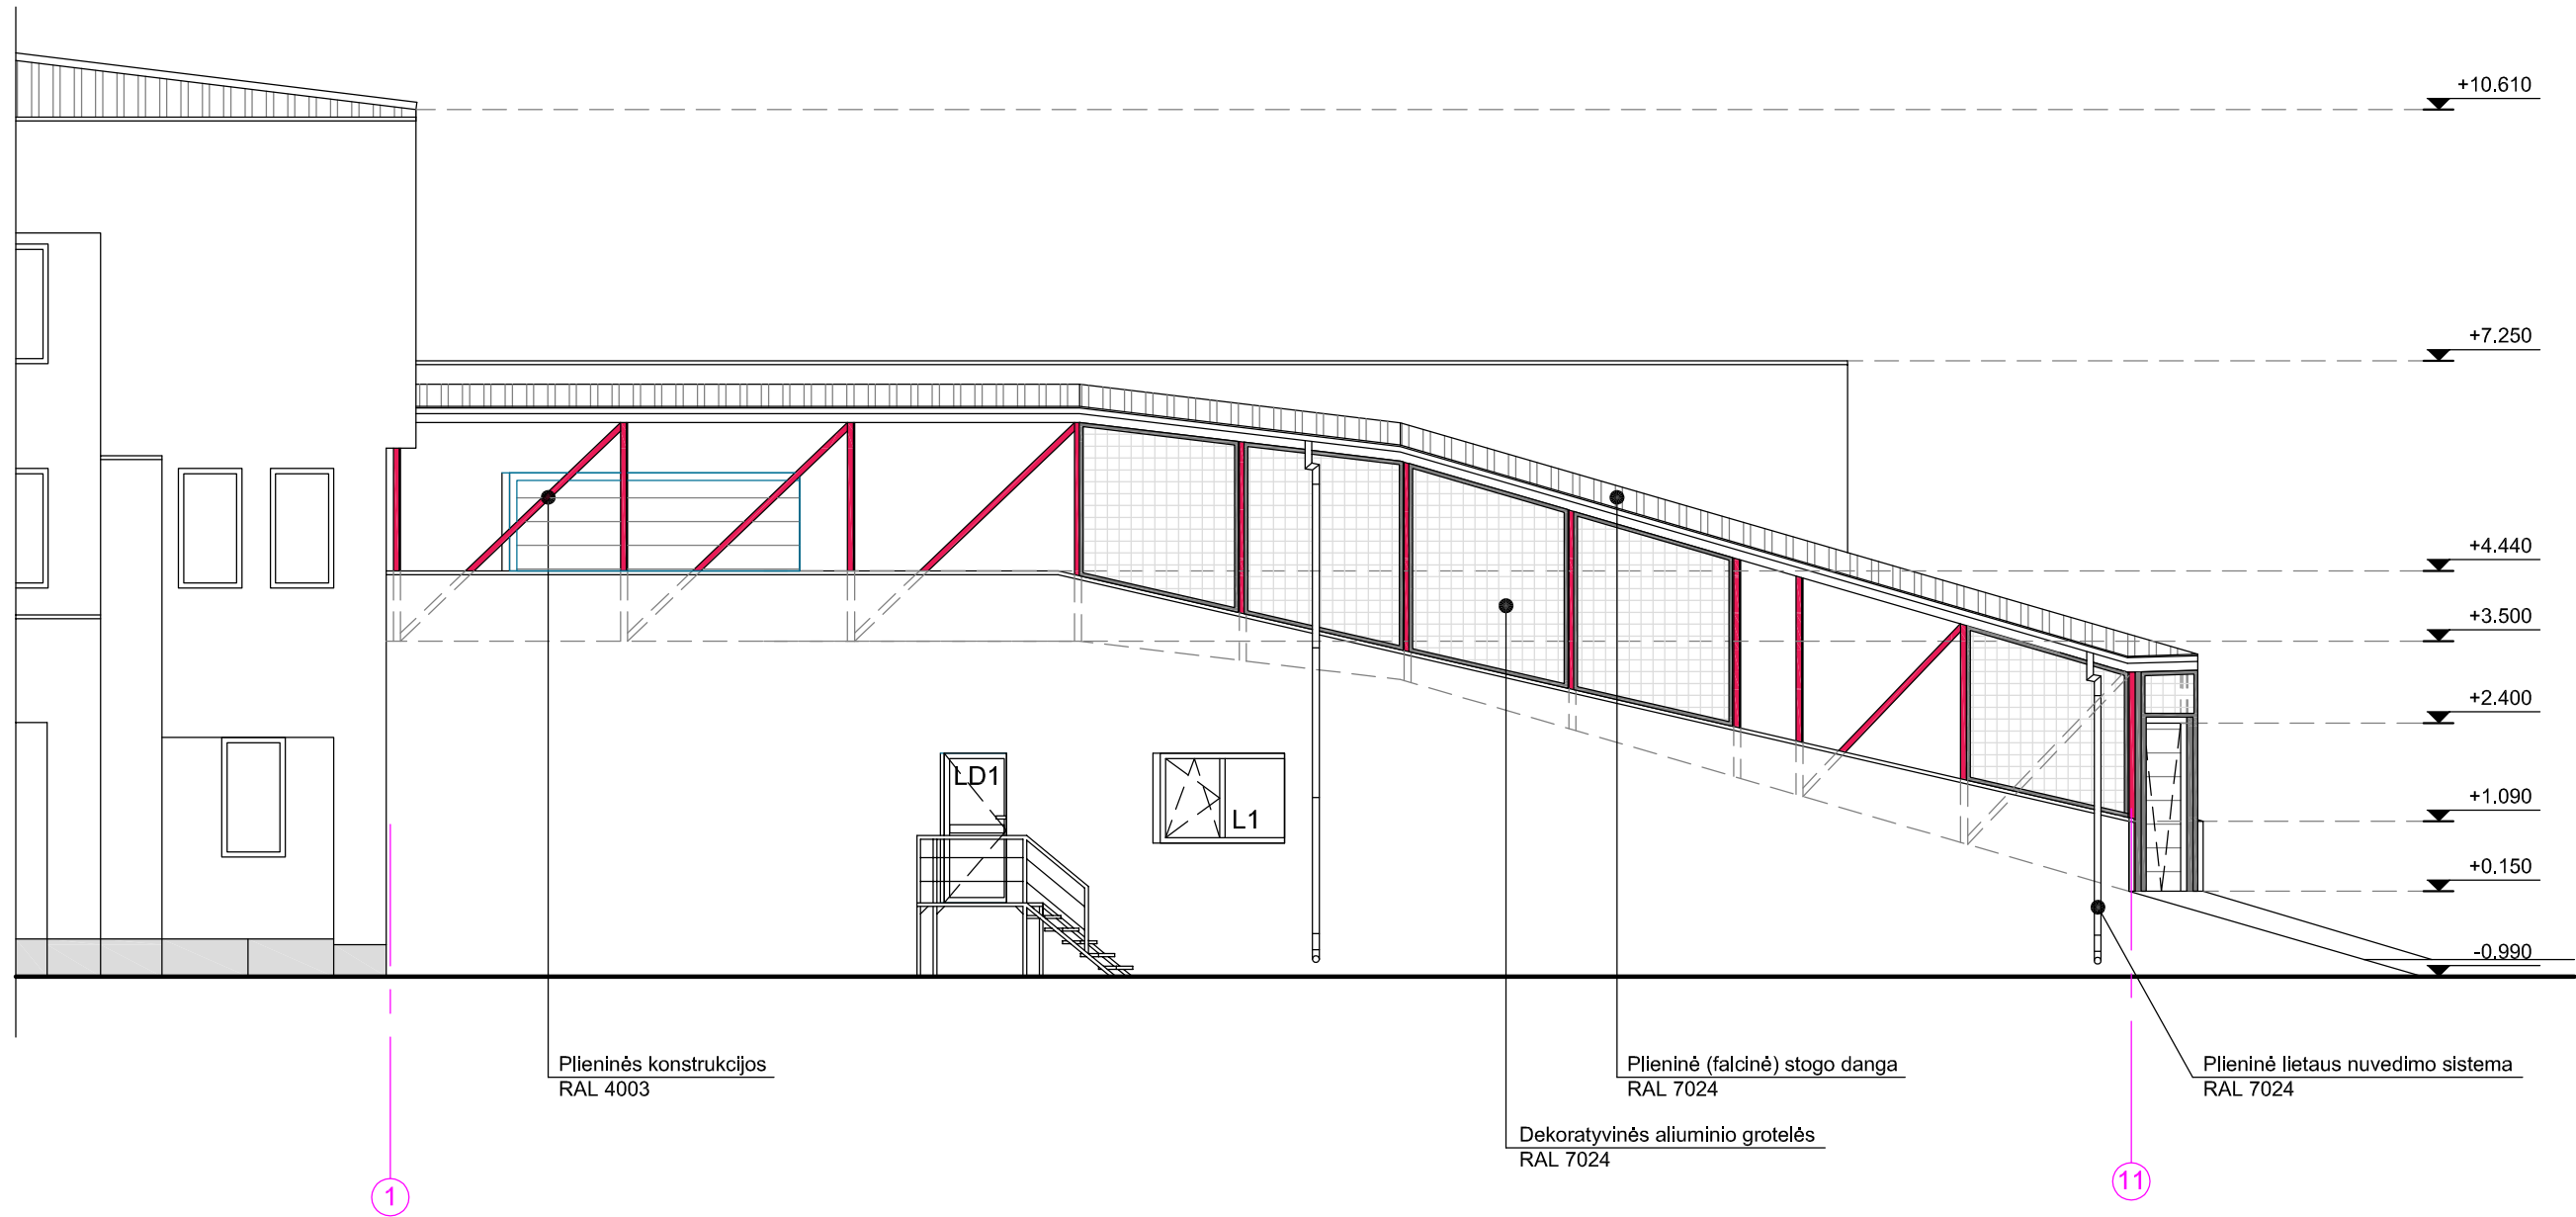 +10.610
+7.250
+4.440
+3.500
+2.400
LD1
L1
+1.090
+0.150
-0.990
Plieninės konstrukcijos
RAL 4003
Plieninė (falcinė) stogo danga
RAL 7024
Plieninė lietaus nuvedimo sistema
RAL 7024
Dekoratyvinės aliuminio grotelės
RAL 7024
1
11